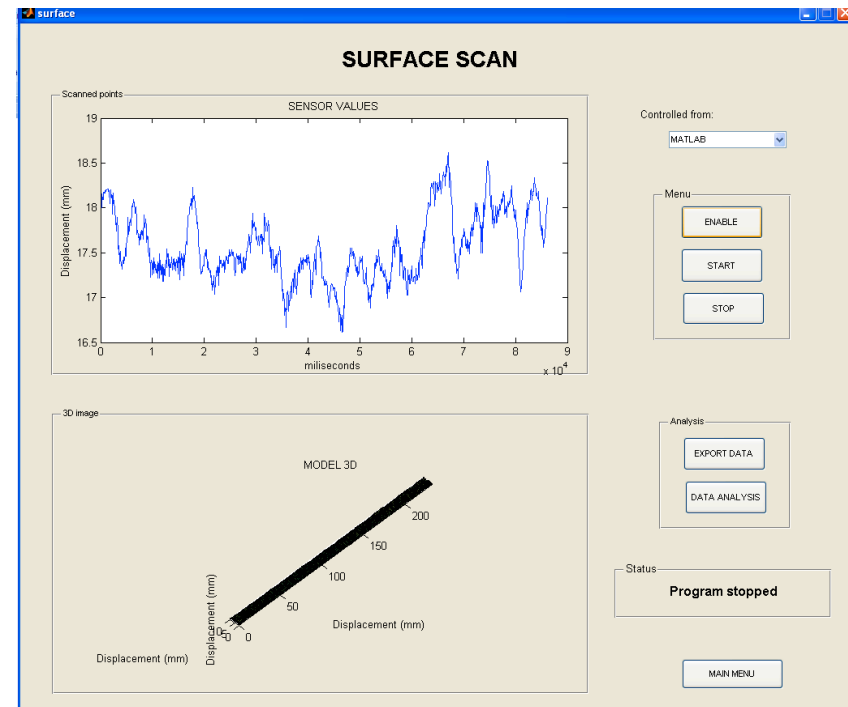 surface
SURFACE SCAN
Scanned points
SENSOR VALUES
19
18.5
18
17.5
17
16.5
Displacement (mm)
0 1 2 3 4 5 6 7 8 9
miliseconds
x 10^4
Controlled from:
MATLAB
Menu
ENABLE
START
STOP
3D image
MODEL 3D
200
150
100
50
0
0
Displacement (mm)
Displacement (mm)
Displacement (mm)
Analysis
EXPORT DATA
DATA ANALYSIS
Status
Program stopped
MAIN MENU